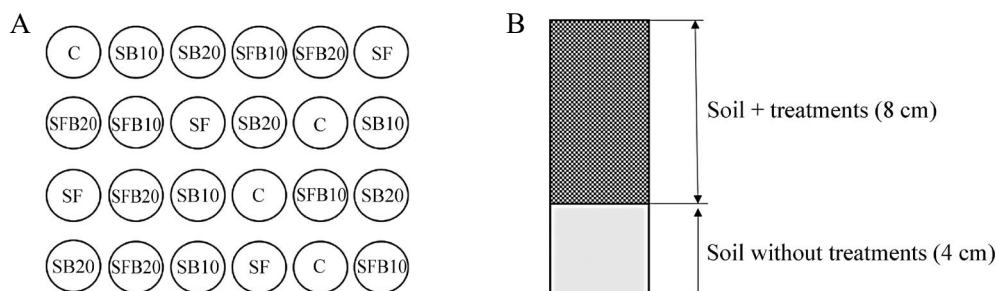 A
C SB10 SB20 SFB10 SFB20 SF
SFB20 SFB10 SF SB20 C SB10
SF SFB20 SB10 C SFB10 SB20
SB20 SFB20 SB10 SF C SFB10
B
Soil + treatments (8 cm)
Soil without treatments (4 cm)